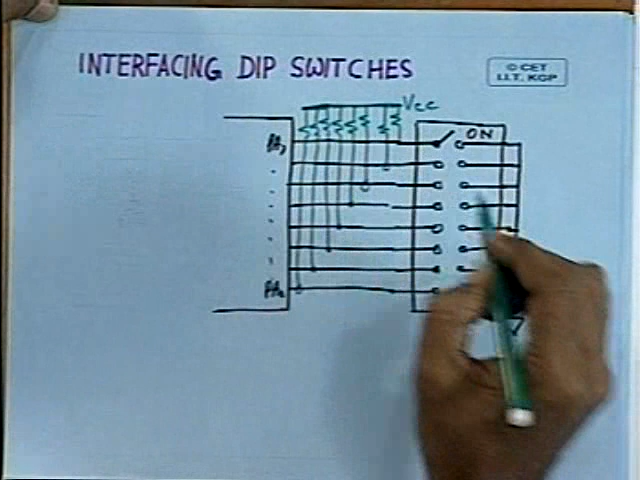 INTERFACING DIP SWITCHES
© CET
I.I.T. KGP
Vcc
ON
PA7
PA0